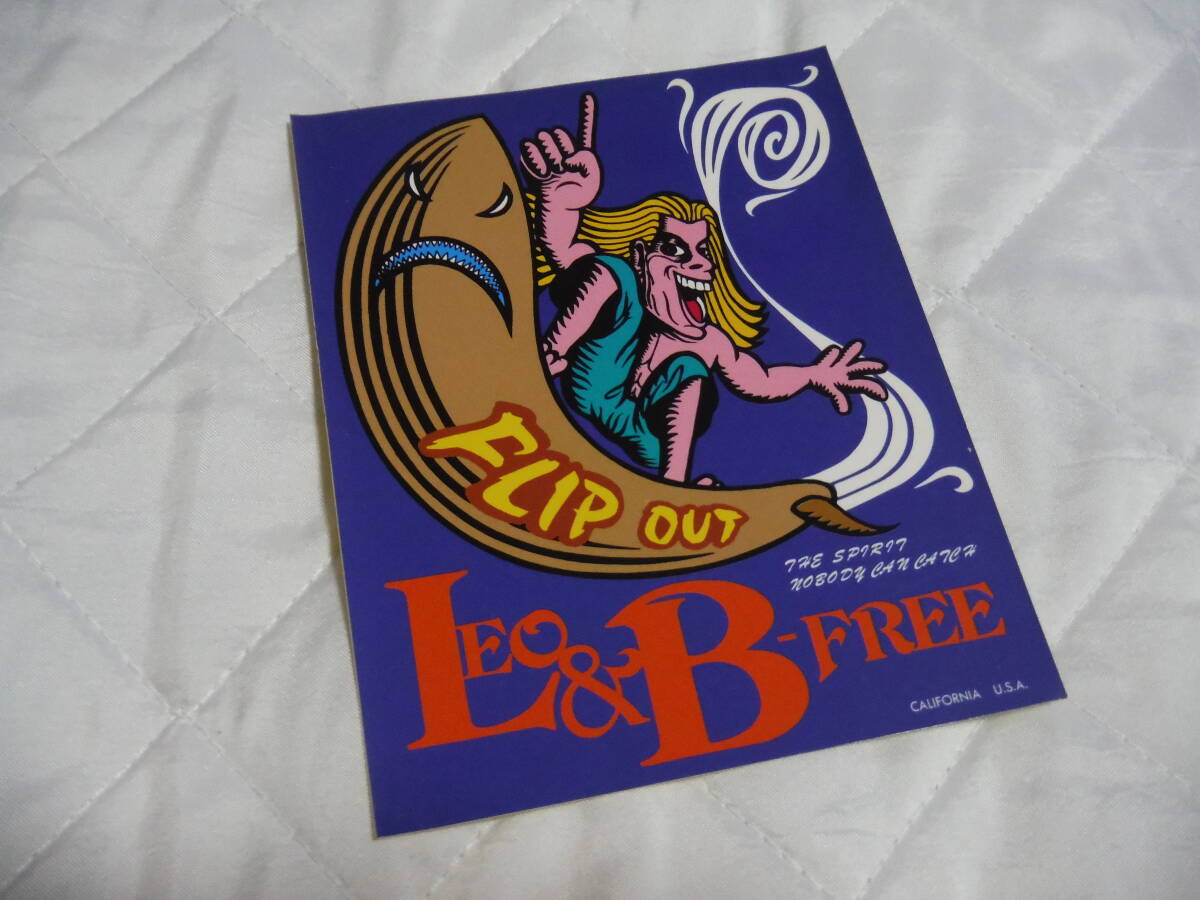 FLIP OUT
THE SPIRIT
NOBODY CAN CATCH
LEO & B-FREE
CALIFORNIA U.S.A.